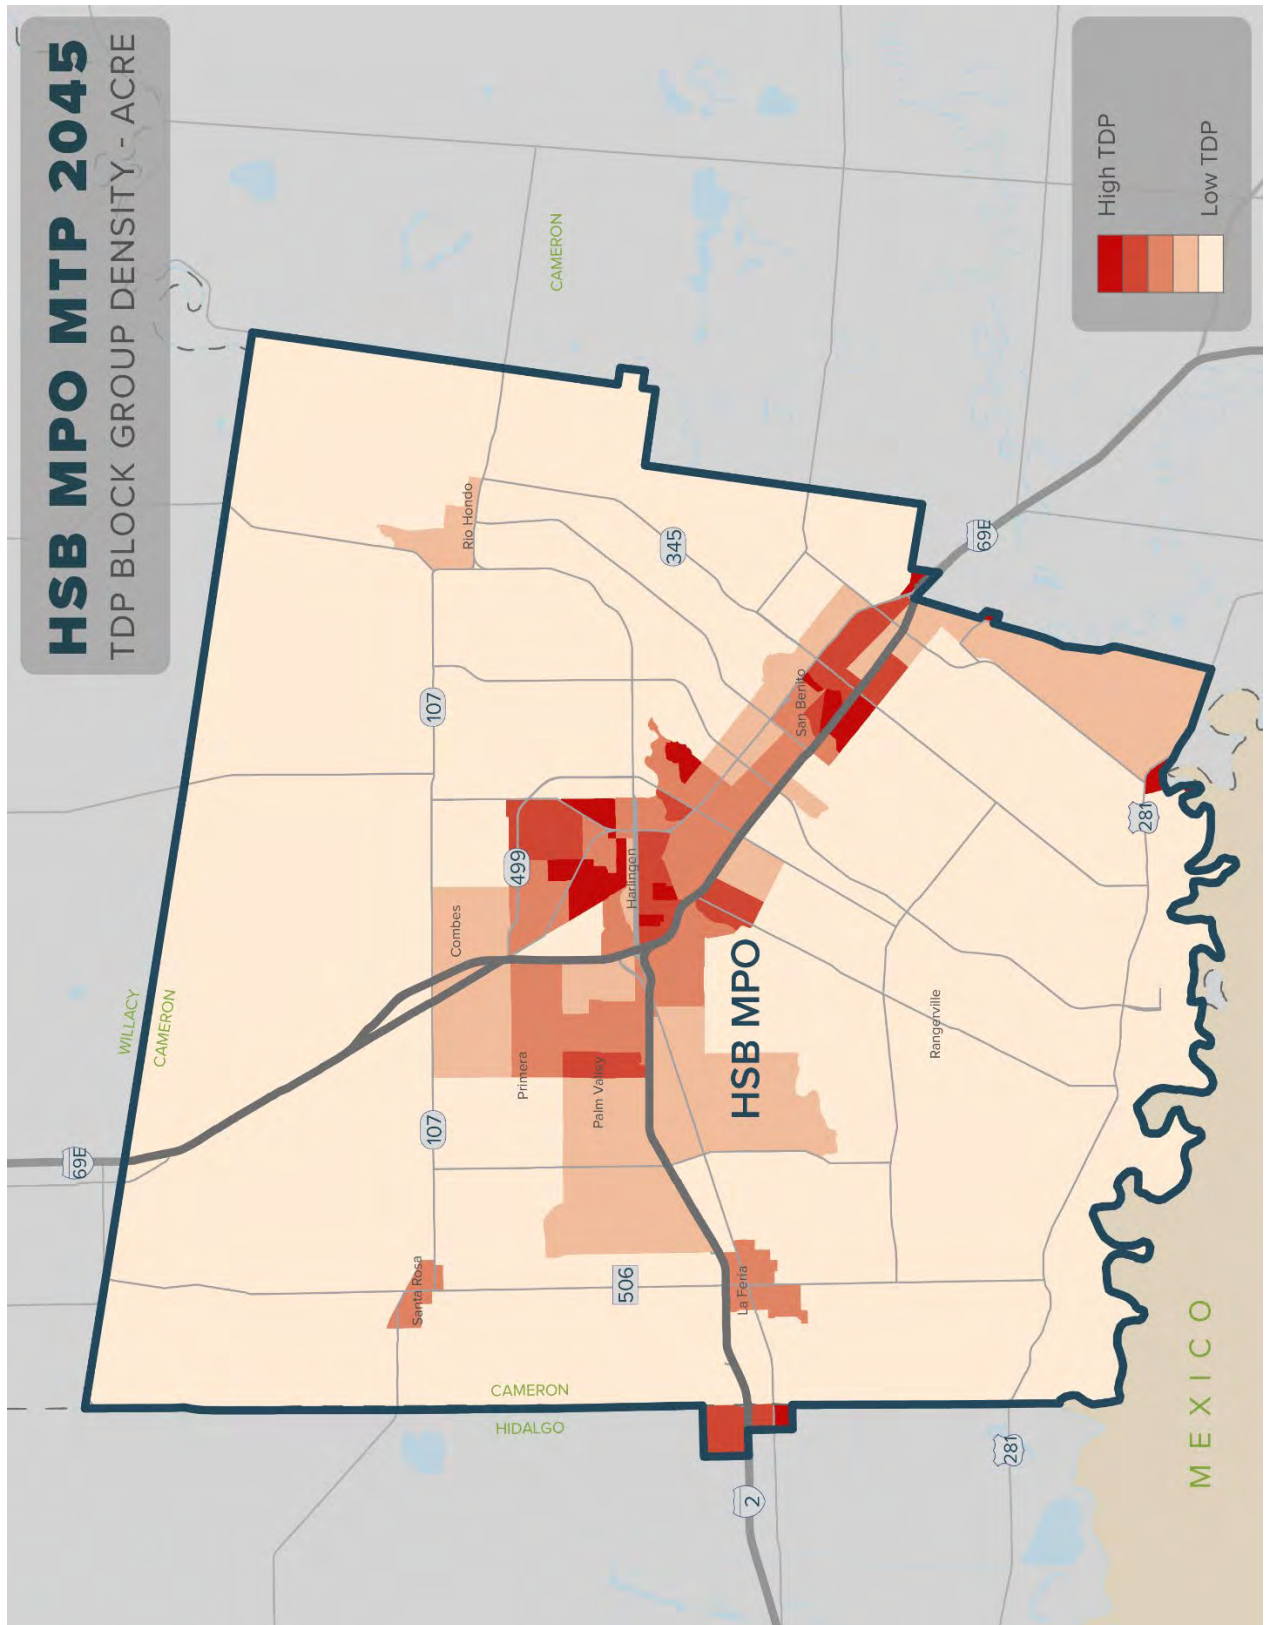 HSB MPO MTP 2045
TDP BLOCK GROUP DENSITY - ACRE
69E
WILLACY
CAMERON
107
107
Santa Rosa
Combes
499
Rio Hondo
CAMERON
CAMERON
HIDALGO
Primera
Palm Valley
Harlingen
506
345
La Feria
HSB MPO
San Benito
2
69E
Rangerville
281
281
MEXICO
High TDP
Low TDP